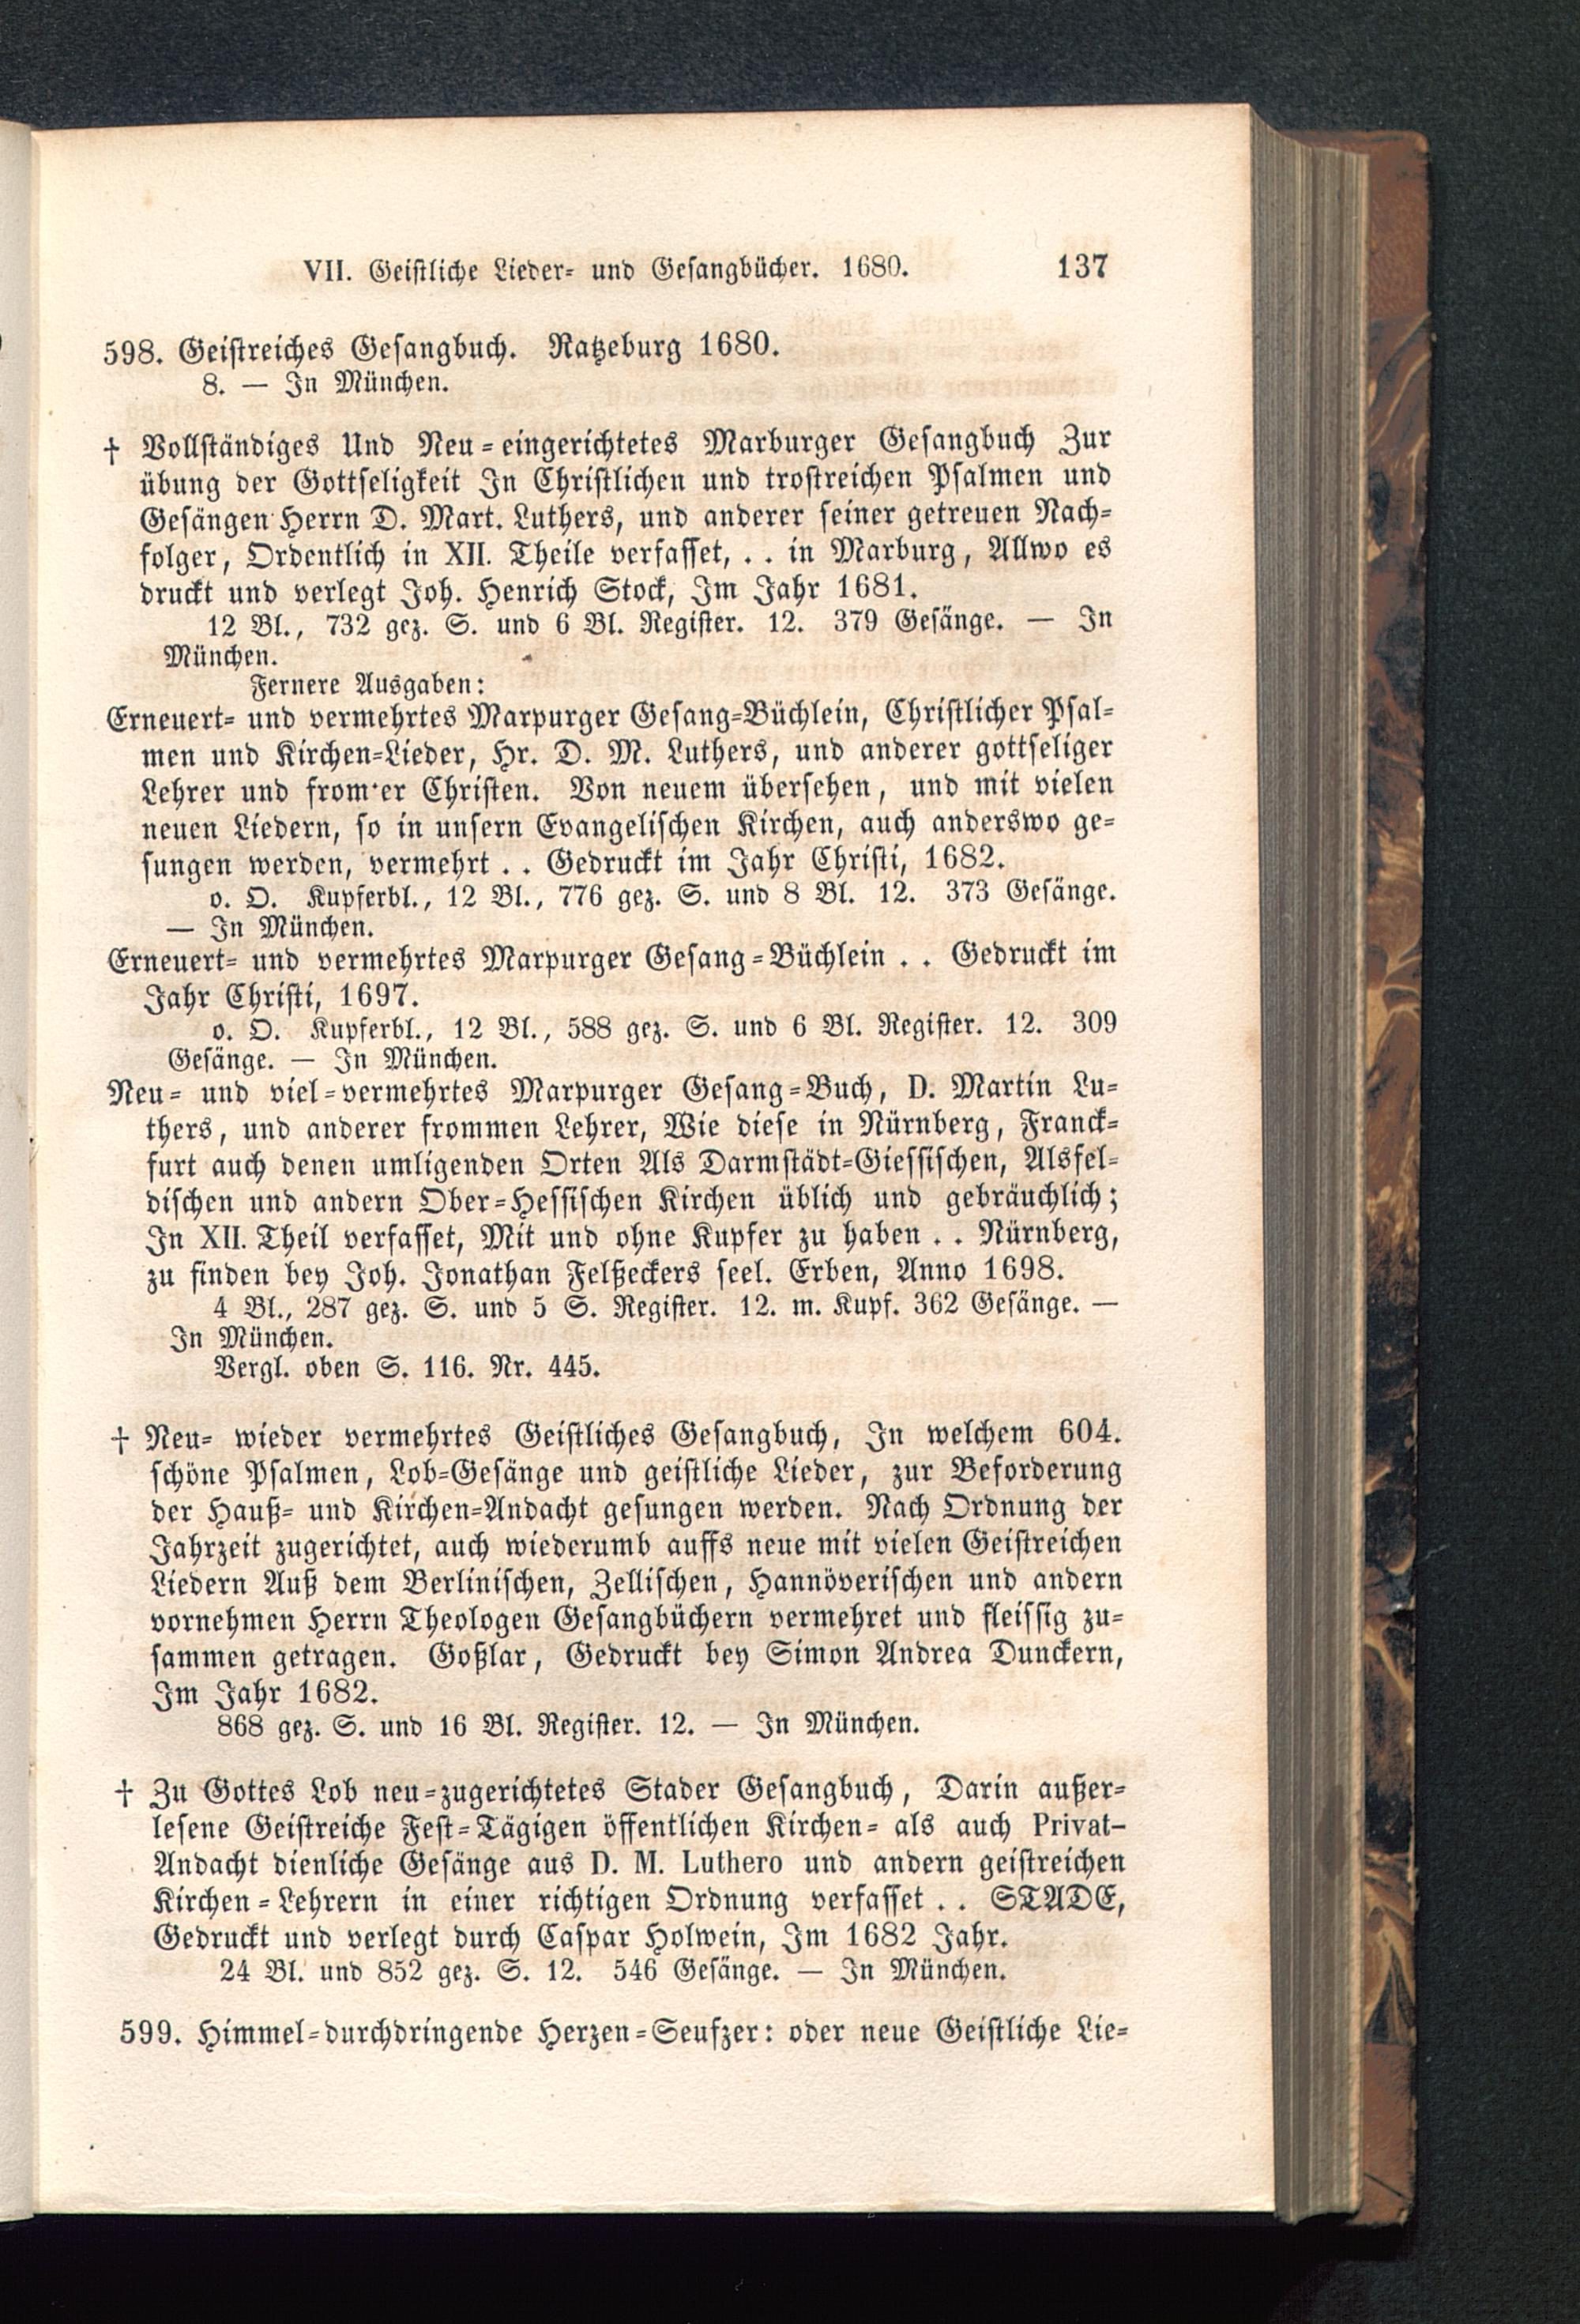 VII. Geistliche Lieder- und Gesangbücher. 1680. 137
598. Geistreiches Gesangbuch. Ratzeburg 1680.
8. — In München.
† Vollständiges Und Neu-eingerichtetes Marburger Gesangbuch Zur
übung der Gottseligkeit In Christlichen und trostreichen Psalmen und
Gesängen Herrn D. Mart. Luthers, und anderer seiner getreuen Nach-
folger, Ordentlich in XII. Theile verfasset, . . in Marburg, Allwo es
druckt und verlegt Joh. Henrich Stock, Im Jahr 1681.
12 Bl., 732 gez. S. und 6 Bl. Register. 12. 379 Gesänge. — In
München.
Fernere Ausgaben:
Erneuert- und vermehrtes Marpurger Gesang-Büchlein, Christlicher Psal-
men und Kirchen-Lieder, Hr. D. M. Luthers, und anderer gottseliger
Lehrer und from·er Christen. Von neuem übersehen, und mit vielen
neuen Liedern, so in unsern Evangelischen Kirchen, auch anderswo ge-
sungen werden, vermehrt . . Gedruckt im Jahr Christi, 1682.
o. O. Kupferbl., 12 Bl., 776 gez. S. und 8 Bl. 12. 373 Gesänge.
— In München.
Erneuert- und vermehrtes Marpurger Gesang-Büchlein . . Gedruckt im
Jahr Christi, 1697.
o. O. Kupferbl., 12 Bl., 588 gez. S. und 6 Bl. Register. 12. 309
Gesänge. — In München.
Neu- und viel-vermehrtes Marpurger Gesang-Buch, D. Martin Lu-
thers, und anderer frommen Lehrer, Wie diese in Nürnberg, Franck-
furt auch denen umligenden Orten Als Darmstädt-Giessischen, Alsfel-
dischen und andern Ober-Hessischen Kirchen üblich und gebräuchlich;
In XII. Theil verfasset, Mit und ohne Kupfer zu haben . . Nürnberg,
zu finden bey Joh. Jonathan Felßeckers seel. Erben, Anno 1698.
4 Bl., 287 gez. S. und 5 S. Register. 12. m. Kupf. 362 Gesänge. —
In München.
Vergl. oben S. 116. Nr. 445.
† Neu- wieder vermehrtes Geistliches Gesangbuch, In welchem 604.
schöne Psalmen, Lob-Gesänge und geistliche Lieder, zur Beforderung
der Hauß- und Kirchen-Andacht gesungen werden. Nach Ordnung der
Jahrzeit zugerichtet, auch wiederumb auffs neue mit vielen Geistreichen
Liedern Auß dem Berlinischen, Zellischen, Hannöverischen und andern
vornehmen Herrn Theologen Gesangbüchern vermehret und fleissig zu-
sammen getragen. Goßlar, Gedruckt bey Simon Andrea Dunckern,
Im Jahr 1682.
868 gez. S. und 16 Bl. Register. 12. — In München.
† Zu Gottes Lob neu-zugerichtetes Stader Gesangbuch, Darin außer-
lesene Geistreiche Fest-Tägigen öffentlichen Kirchen- als auch Privat-
Andacht dienliche Gesänge aus D. M. Luthero und andern geistreichen
Kirchen-Lehrern in einer richtigen Ordnung verfasset . . STADE,
Gedruckt und verlegt durch Caspar Holwein, Im 1682 Jahr.
24 Bl. und 852 gez. S. 12. 546 Gesänge. — In München.
599. Himmel-durchdringende Herzen-Seufzer: oder neue Geistliche Lie-